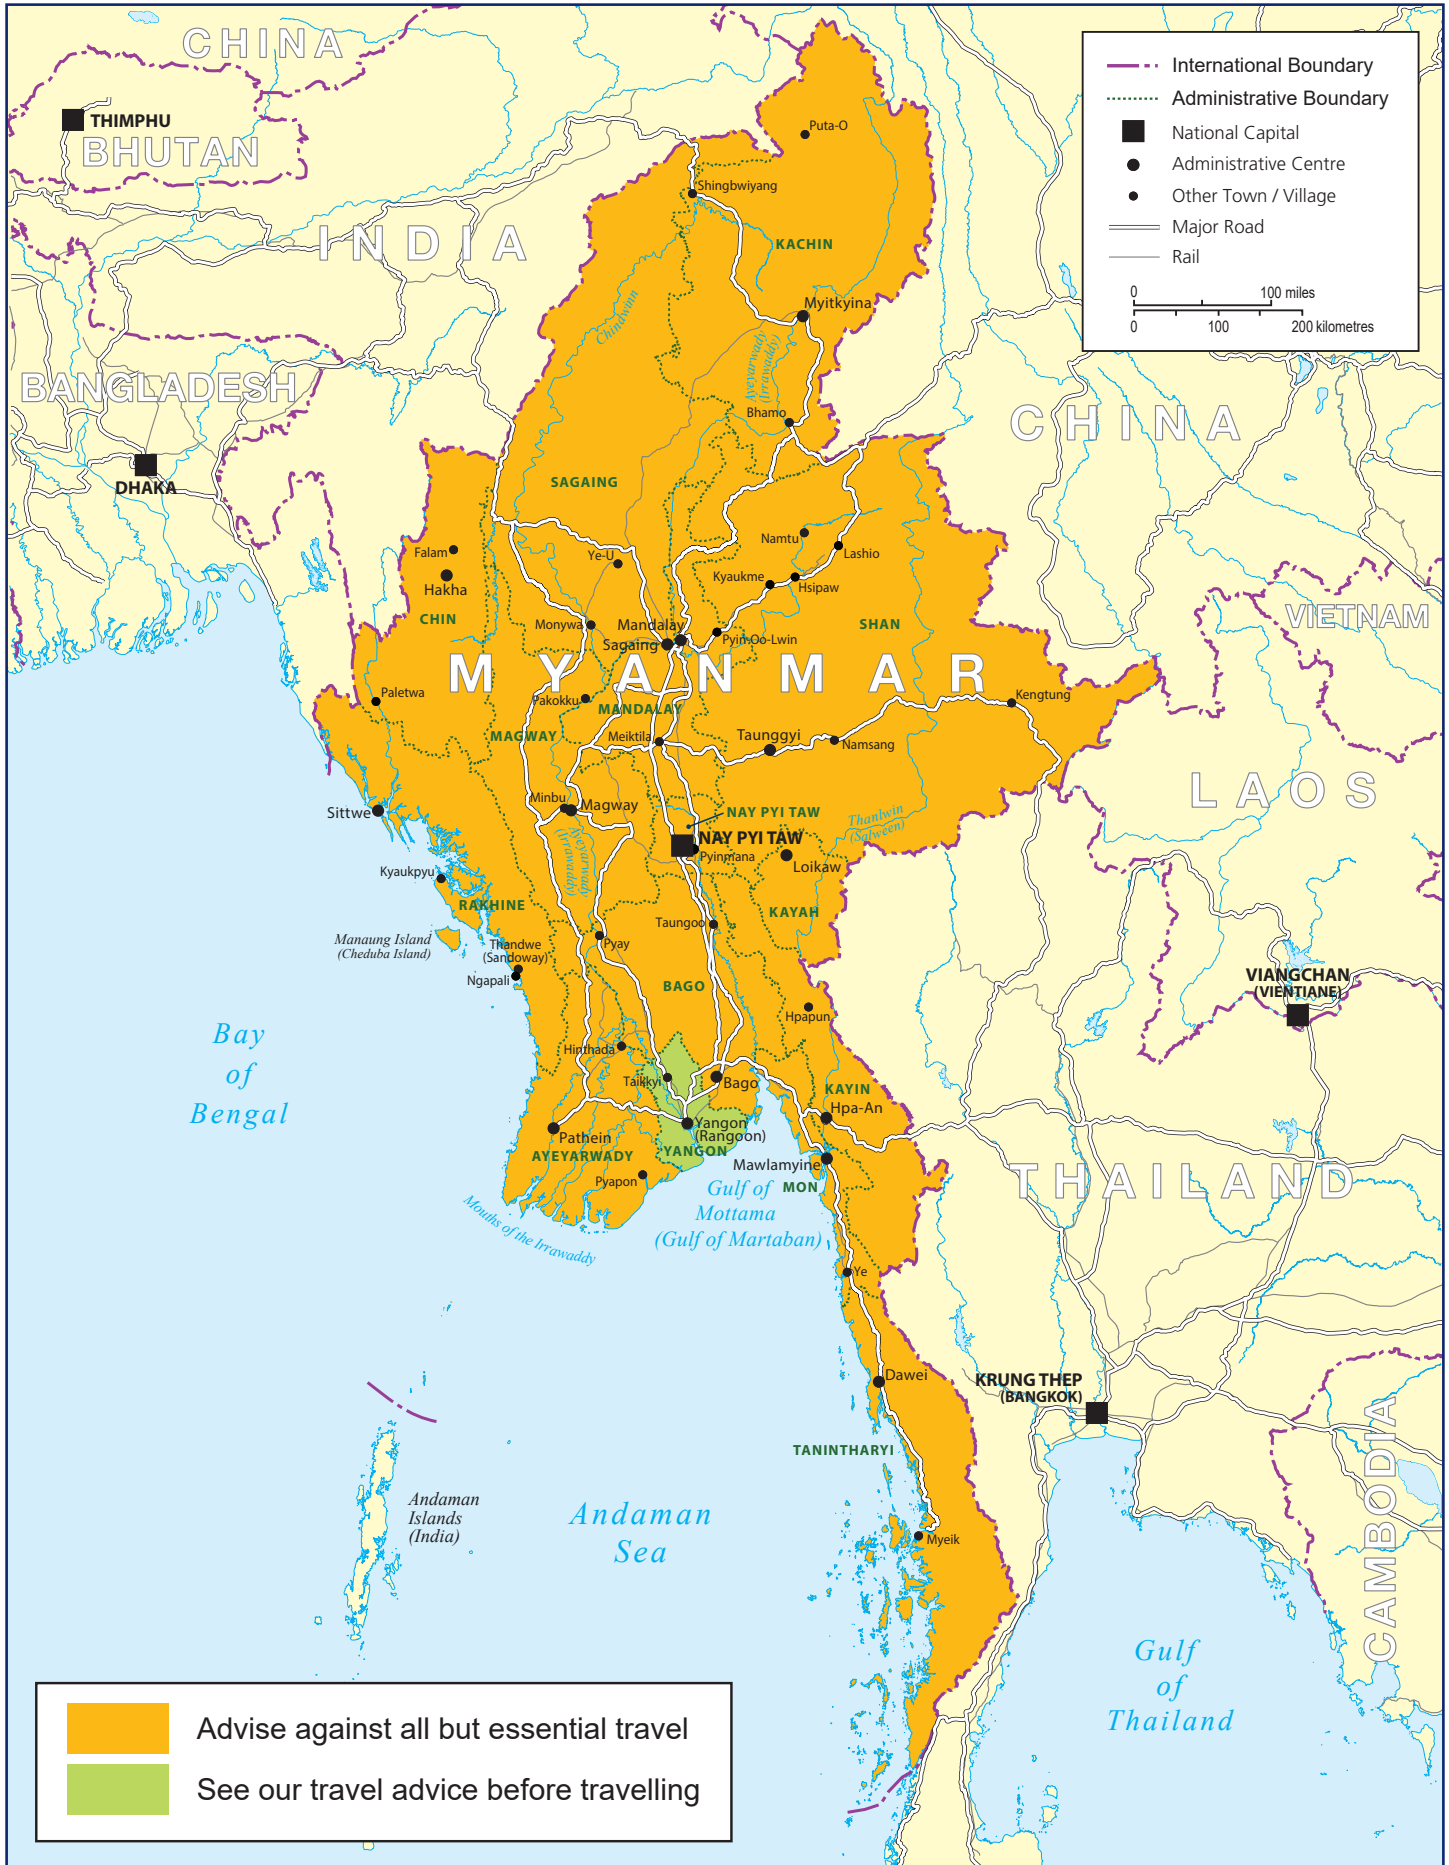 CHINA
International Boundary
Administrative Boundary
National Capital
Administrative Centre
Other Town / Village
Major Road
Rail
0 100 miles
0 100 200 kilometres
THIMPHU
BHUTAN
Puta-O
Shingbwiyang
INDIA
KACHIN
Chindwinn
Myitkyina
Ayeyarwady
(Irrawaddy)
BANGLADESH
Bhamo
CHINA
DHAKA
SAGAING
Falam
Hakha
Ye-U
Namtu
Lashio
Kyaukme
Hsipaw
CHIN
Monywa
Mandalay
Sagaing
Pyin-Oo-Lwin
SHAN
VIETNAM
MYANMAR
Paletwa
Pakokku
MANDALAY
Kengtung
MAGWAY
Meiktila
Taunggyi
Namsang
LAOS
Sittwe
Minbu
Magway
NAY PYI TAW
Thanlwin
(Salween)
NAY PYI TAW
Pyinmana
Loikaw
Ayeyarwady
(Irrawaddy)
Kyaukpyu
RAKHINE
KAYAH
Taungoo
Manaung Island
(Cheduba Island)
Thandwe
(Sandoway)
Ngapali
Pyay
BAGO
VIANGCHAN
(VIENTIANE)
Hpapun
Bay
of
Bengal
Hinthada
Taikkyi
Bago
KAYIN
Hpa-An
Pathein
Yangon
(Rangoon)
YANGON
AYEYARWADY
Mawlamyine
Pyapon
MON
THAILAND
Gulf of
Mottama
(Gulf of Martaban)
Mouths of the Irrawaddy
Ye
Dawei
KRUNG THEP
(BANGKOK)
TANINTHARYI
CAMBODIA
Andaman
Islands
(India)
Andaman
Sea
Myeik
Gulf
of
Thailand
Advise against all but essential travel
See our travel advice before travelling